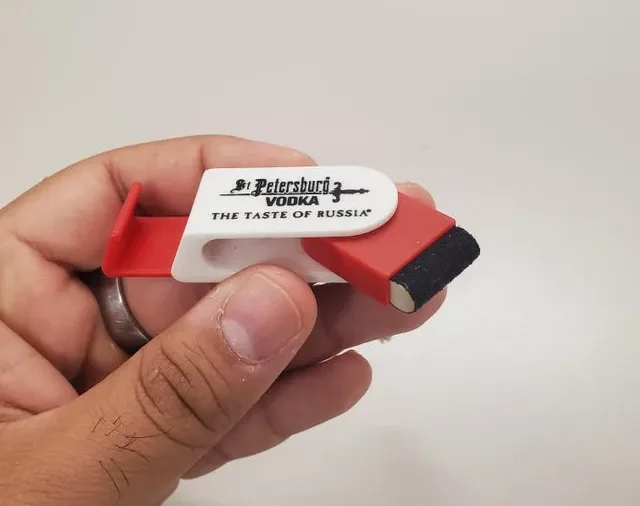 St Petersburg
VODKA
THE TASTE OF RUSSIA®